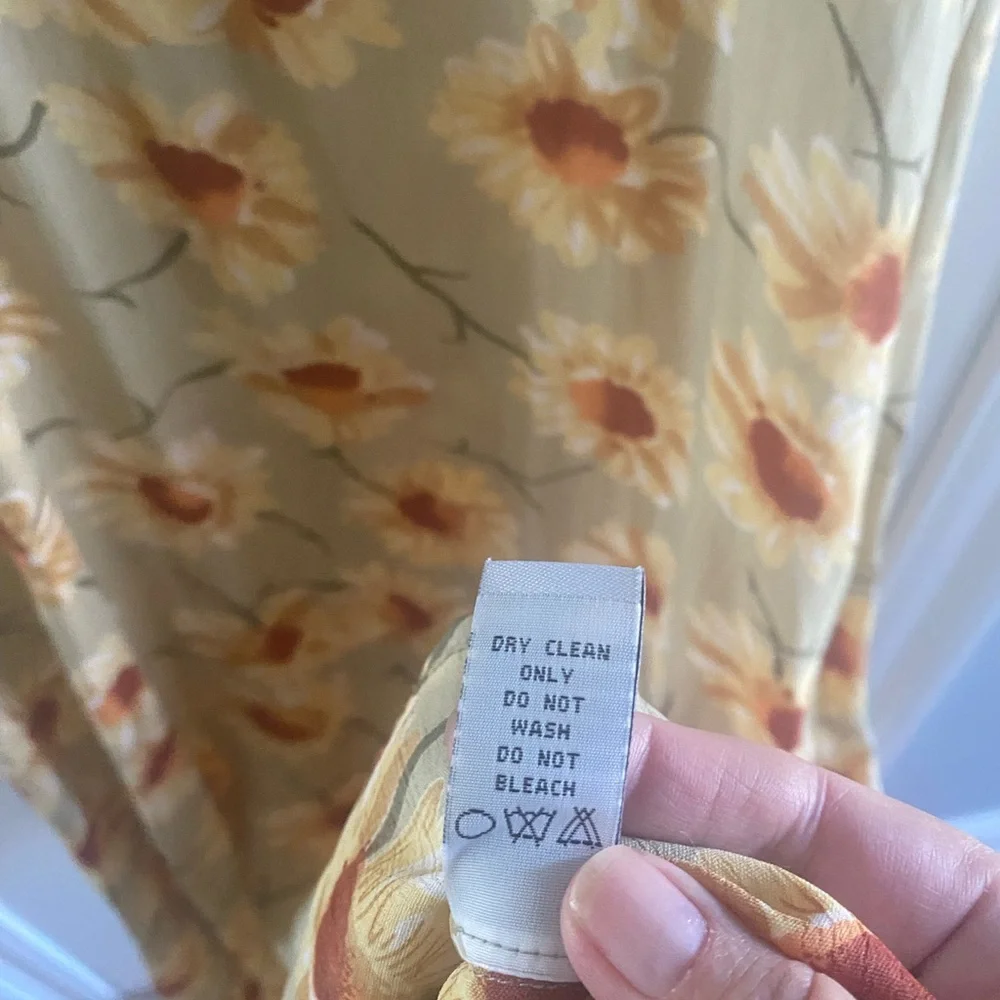 DRY CLEAN
ONLY
DO NOT
WASH
DO NOT
BLEACH